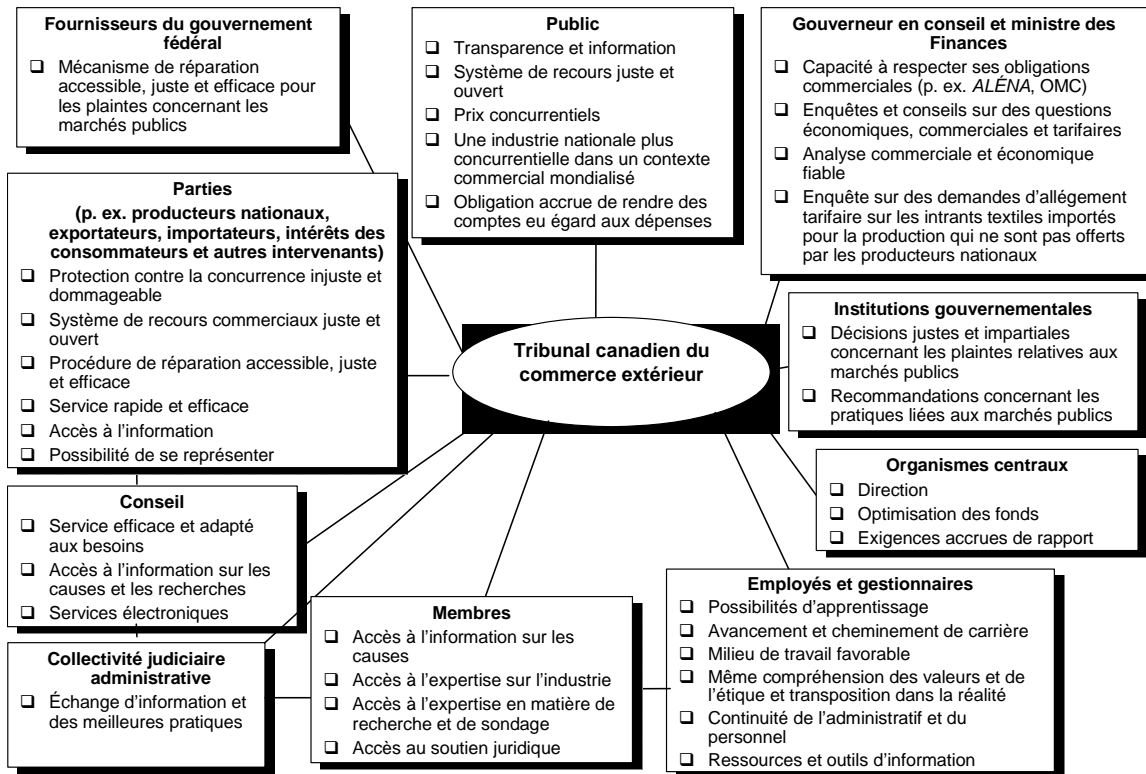 Fournisseurs du gouvernement
fédéral
❑ Mécanisme de réparation
accessible, juste et efficace pour
les plaintes concernant les
marchés publics
Public
❑ Transparence et information
❑ Système de recours juste et
ouvert
❑ Prix concurrentiels
❑ Une industrie nationale plus
concurrentielle dans un contexte
commercial mondialisé
❑ Obligation accrue de rendre des
comptes eu égard aux dépenses
Gouverneur en conseil et ministre des
Finances
❑ Capacité à respecter ses obligations
commerciales (p. ex. ALÉNA, OMC)
❑ Enquêtes et conseils sur des questions
économiques, commerciales et tarifaires
❑ Analyse commerciale et économique
fiable
❑ Enquête sur des demandes d'allégement
tarifaire sur les intrants textiles importés
pour la production qui ne sont pas offerts
par les producteurs nationaux
Parties
(p. ex. producteurs nationaux,
exportateurs, importateurs, intérêts des
consommateurs et autres intervenants)
❑ Protection contre la concurrence injuste et
dommageable
❑ Système de recours commerciaux juste et
ouvert
❑ Procédure de réparation accessible, juste
et efficace
❑ Service rapide et efficace
❑ Accès à l'information
❑ Possibilité de se représenter
Tribunal canadien du
commerce extérieur
Institutions gouvernementales
❑ Décisions justes et impartiales
concernant les plaintes relatives aux
marchés publics
❑ Recommandations concernant les
pratiques liées aux marchés publics
Organismes centraux
❑ Direction
❑ Optimisation des fonds
❑ Exigences accrues de rapport
Conseil
❑ Service efficace et adapté
aux besoins
❑ Accès à l'information sur les
causes et les recherches
❑ Services électroniques
Collectivité judiciaire
administrative
❑ Échange d'information et
des meilleures pratiques
Membres
❑ Accès à l'information sur les
causes
❑ Accès à l'expertise sur l'industrie
❑ Accès à l'expertise en matière de
recherche et de sondage
❑ Accès au soutien juridique
Employés et gestionnaires
❑ Possibilités d'apprentissage
❑ Avancement et cheminement de carrière
❑ Milieu de travail favorable
❑ Même compréhension des valeurs et de
l'étique et transposition dans la réalité
❑ Continuité de l'administratif et du
personnel
❑ Ressources et outils d'information